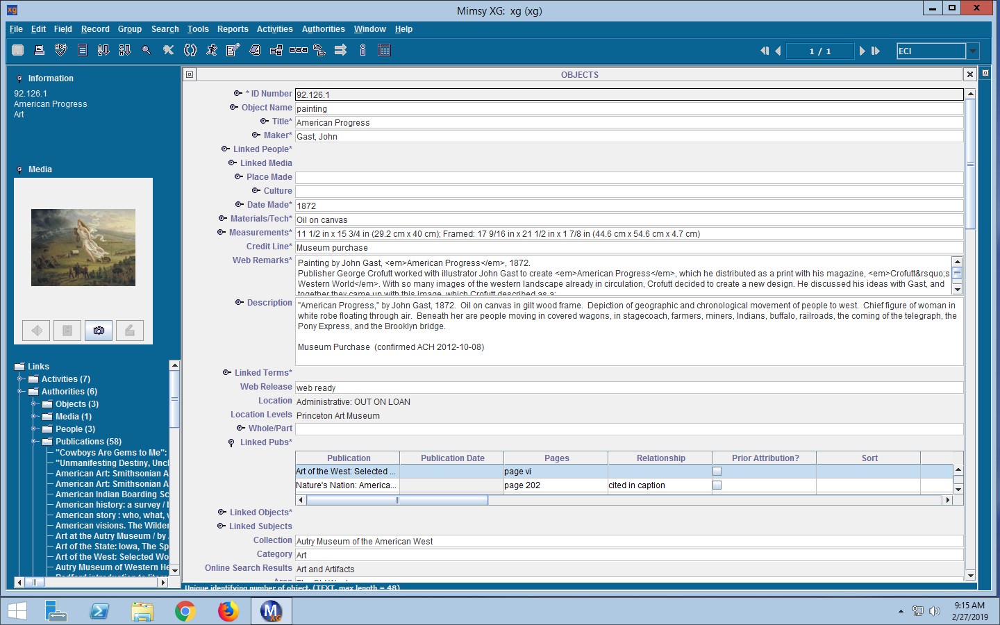 xg
Mimsy XG:  xg (xg)
File Edit Field Record Group Search Tools Reports Activities Authorities Window Help
1 / 1
ECI
Information
92.126.1
American Progress
Art
Media
Links
Activities (7)
Authorities (6)
Objects (3)
Media (1)
People (3)
Publications (58)
"Cowboys Are Gems to Me":
"Unmanifesting Destiny, Uncl
American Art: Smithsonian A
American Art: Smithsonian A
American Indian Boarding Sc
American history: a survey /
American story : who, what,
American visions. The Wilder
Art at the Autry Museum / by
Art of the State: Iowa, The Sp
Art of the West: Selected Wo
Autry Museum of Western He
OBJECTS
* ID Number 92.126.1
Object Name painting
Title* American Progress
Maker* Gast, John
Linked People*
Linked Media
Place Made
Culture
Date Made* 1872
Materials/Tech* Oil on canvas
Measurements* 11 1/2 in x 15 3/4 in (29.2 cm x 40 cm); Framed: 17 9/16 in x 21 1/2 in x 1 7/8 in (44.6 cm x 54.6 cm x 4.7 cm)
Credit Line* Museum purchase
Web Remarks* Painting by John Gast, <em>American Progress</em>, 1872.
Publisher George Crofutt worked with illustrator John Gast to create <em>American Progress</em>, which he distributed as a print with his magazine, <em>Crofutt&rsquo;s
Western World</em>. With so many images of the western landscape already in circulation, Crofutt decided to create a new design. He discussed his ideas with Gast, and
together they came up with this image, which Crofutt described as a:
Description "American Progress," by John Gast, 1872.  Oil on canvas in gilt wood frame.  Depiction of geographic and chronological movement of people to west.  Chief figure of woman in
white robe floating through air.  Beneath her are people moving in covered wagons, in stagecoach, farmers, miners, Indians, buffalo, railroads, the coming of the telegraph, the
Pony Express, and the Brooklyn bridge.
Museum Purchase  (confirmed ACH 2012-10-08)
Linked Terms*
Web Release web ready
Location Administrative: OUT ON LOAN
Location Levels Princeton Art Museum
Whole/Part
Linked Pubs*
Publication Publication Date Pages Relationship Prior Attribution? Sort
Art of the West: Selected ... page vi
Nature's Nation: America... page 202 cited in caption
Linked Objects*
Linked Subjects
Collection Autry Museum of the American West
Category Art
Online Search Results Art and Artifacts
Unique identifying number of object. (TEXT, max length = 48)
M XG
9:15 AM
2/27/2019